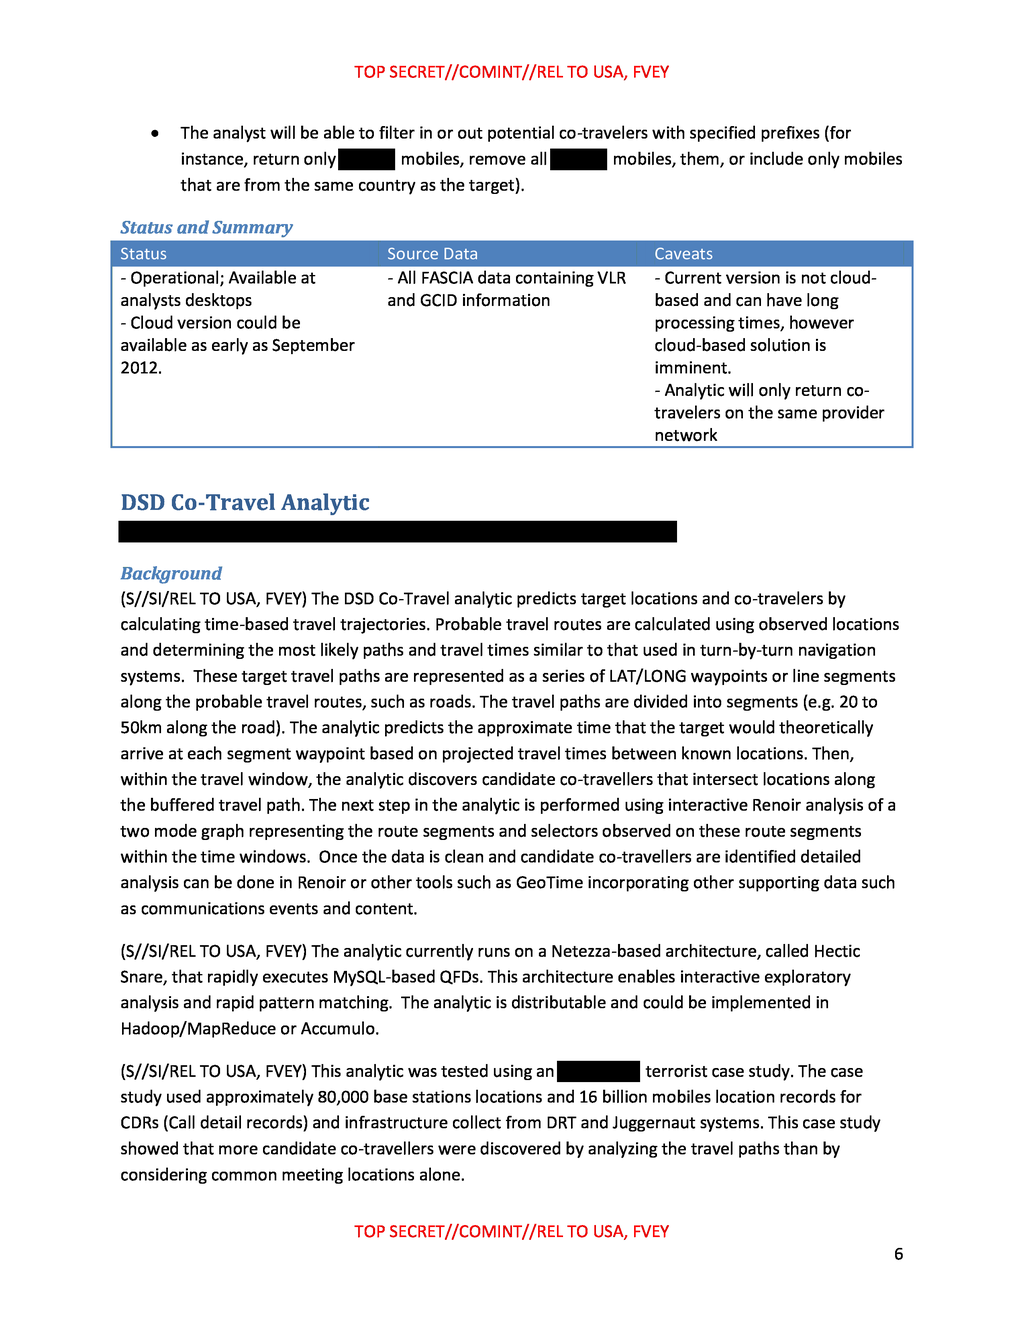 TOP SECRET//COMINT//REL TO USA, FVEY
• The analyst will be able to filter in or out potential co-travelers with specified prefixes (for
instance, return only mobiles, remove all mobiles, them, or include only mobiles
that are from the same country as the target).
Status and Summary
Status Source Data Caveats
- Operational; Available at
analysts desktops
- Cloud version could be
available as early as September
2012.
- All FASCIA data containing VLR
and GCID information
- Current version is not cloud-
based and can have long
processing times, however
cloud-based solution is
imminent.
- Analytic will only return co-
travelers on the same provider
network
DSD Co-Travel Analytic
Background
(S//SI/REL TO USA, FVEY) The DSD Co-Travel analytic predicts target locations and co-travelers by
calculating time-based travel trajectories. Probable travel routes are calculated using observed locations
and determining the most likely paths and travel times similar to that used in turn-by-turn navigation
systems.  These target travel paths are represented as a series of LAT/LONG waypoints or line segments
along the probable travel routes, such as roads. The travel paths are divided into segments (e.g. 20 to
50km along the road). The analytic predicts the approximate time that the target would theoretically
arrive at each segment waypoint based on projected travel times between known locations. Then,
within the travel window, the analytic discovers candidate co-travellers that intersect locations along
the buffered travel path. The next step in the analytic is performed using interactive Renoir analysis of a
two mode graph representing the route segments and selectors observed on these route segments
within the time windows.  Once the data is clean and candidate co-travellers are identified detailed
analysis can be done in Renoir or other tools such as GeoTime incorporating other supporting data such
as communications events and content.
(S//SI/REL TO USA, FVEY) The analytic currently runs on a Netezza-based architecture, called Hectic
Snare, that rapidly executes MySQL-based QFDs. This architecture enables interactive exploratory
analysis and rapid pattern matching.  The analytic is distributable and could be implemented in
Hadoop/MapReduce or Accumulo.
(S//SI/REL TO USA, FVEY) This analytic was tested using an terrorist case study. The case
study used approximately 80,000 base stations locations and 16 billion mobiles location records for
CDRs (Call detail records) and infrastructure collect from DRT and Juggernaut systems. This case study
showed that more candidate co-travellers were discovered by analyzing the travel paths than by
considering common meeting locations alone.
TOP SECRET//COMINT//REL TO USA, FVEY
6